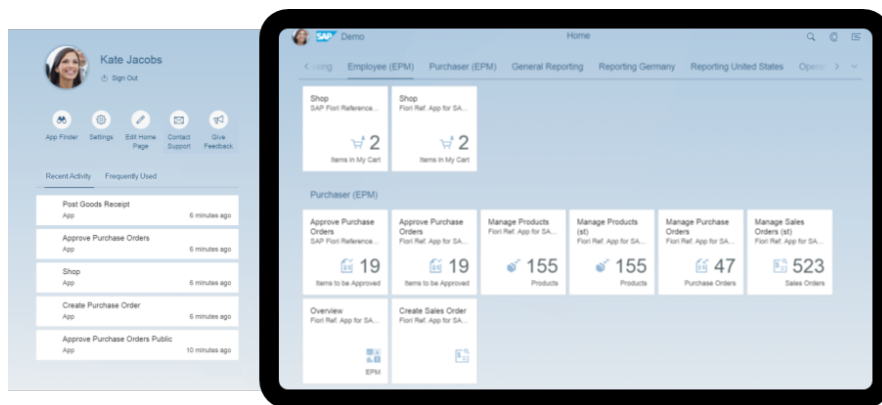 Kate Jacobs
Sign Out
App Finder
Settings
Edit Home
Page
Contact
Support
Give
Feedback
Recent Activity Frequently Used
Post Goods Receipt
App 6 minutes ago
Approve Purchase Orders
App 6 minutes ago
Shop
App 6 minutes ago
Create Purchase Order
App 6 minutes ago
Approve Purchase Orders Public
App 10 minutes ago
SAP Demo Home
Employee (EPM) Purchaser (EPM) General Reporting Reporting Germany Reporting United States
Shop
SAP Fiori Reference...
2
Items in My Cart
Shop
Fiori Ref. App for SA...
2
Items in My Cart
Purchaser (EPM)
Approve Purchase
Orders
SAP Fiori Reference...
19
Items to be Approved
Approve Purchase
Orders
Fiori Ref. App for SA...
19
Items to be Approved
Manage Products
Fiori Ref. App for SA...
155
Products
Manage Products
(st)
Fiori Ref. App for SA...
155
Products
Manage Purchase
Orders
Fiori Ref. App for SA...
47
Purchase Orders
Manage Sales
Orders (st)
Fiori Ref. App for SA...
523
Sales Orders
Overview
Fiori Ref. App for SA...
EPM
Create Sales Order
Fiori Ref. App for SA...